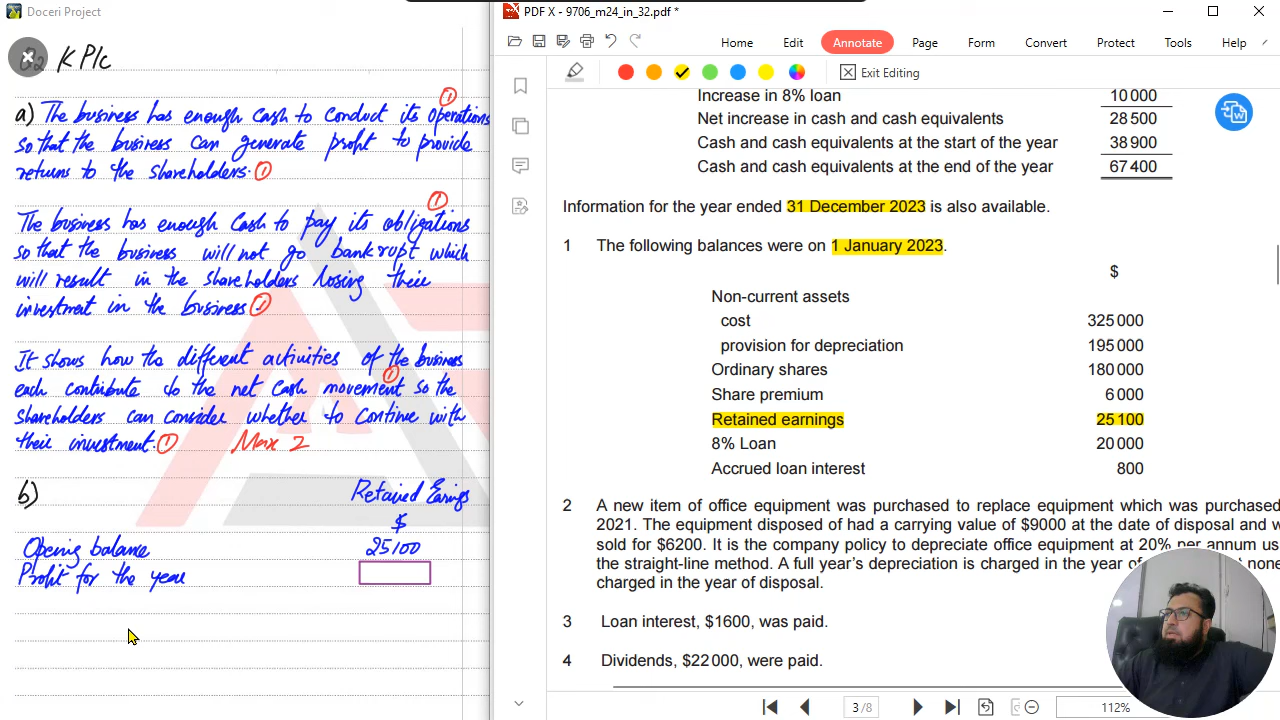 Doceri Project
K Plc
a) The business has enough cash to conduct its operations ①
so that the business can generate profit to provide
returns to the shareholders. ①
The business has enough cash to pay its obligations ①
so that the business will not go bankrupt which
will result in the shareholders losing their
investment in the business ①
It shows how the different activities of the business
each contribute to the net cash movement ① so the
shareholders can consider whether to continue with
their investment. ① Max 2
b) Retained Earnings
$
Opening balance 25100
Profit for the year
PDF X - 9706_m24_in_32.pdf *
Home Edit Annotate Page Form Convert Protect Tools Help
Exit Editing
Increase in 8% loan 10 000
Net increase in cash and cash equivalents 28 500
Cash and cash equivalents at the start of the year 38 900
Cash and cash equivalents at the end of the year 67 400
Information for the year ended 31 December 2023 is also available.
1 The following balances were on 1 January 2023.
$
Non-current assets
cost 325 000
provision for depreciation 195 000
Ordinary shares 180 000
Share premium 6 000
Retained earnings 25 100
8% Loan 20 000
Accrued loan interest 800
2 A new item of office equipment was purchased to replace equipment which was purchased
2021. The equipment disposed of had a carrying value of $9000 at the date of disposal and w
sold for $6200. It is the company policy to depreciate office equipment at 20% per annum us
the straight-line method. A full year's depreciation is charged in the year of none
charged in the year of disposal.
3 Loan interest, $1600, was paid.
4 Dividends, $22 000, were paid.
3 /8
112%